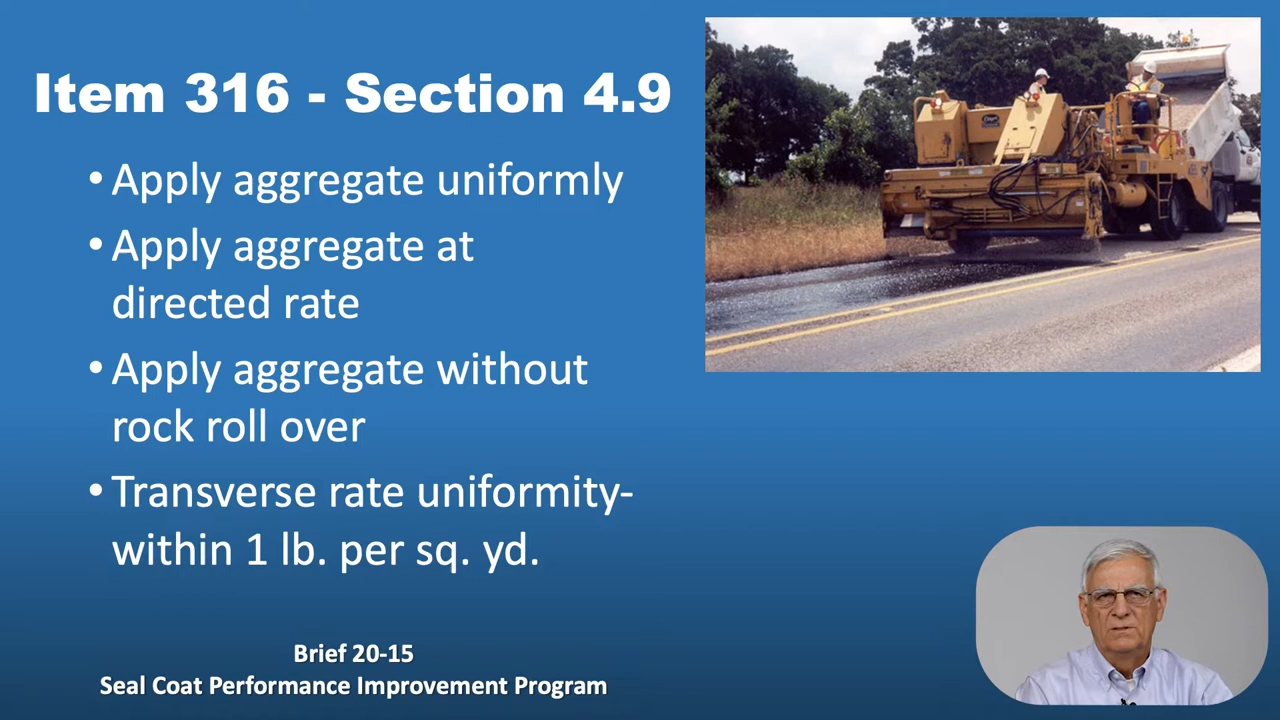 Item 316 - Section 4.9
• Apply aggregate uniformly
• Apply aggregate at
directed rate
• Apply aggregate without
rock roll over
• Transverse rate uniformity-
within 1 lb. per sq. yd.
Brief 20-15
Seal Coat Performance Improvement Program